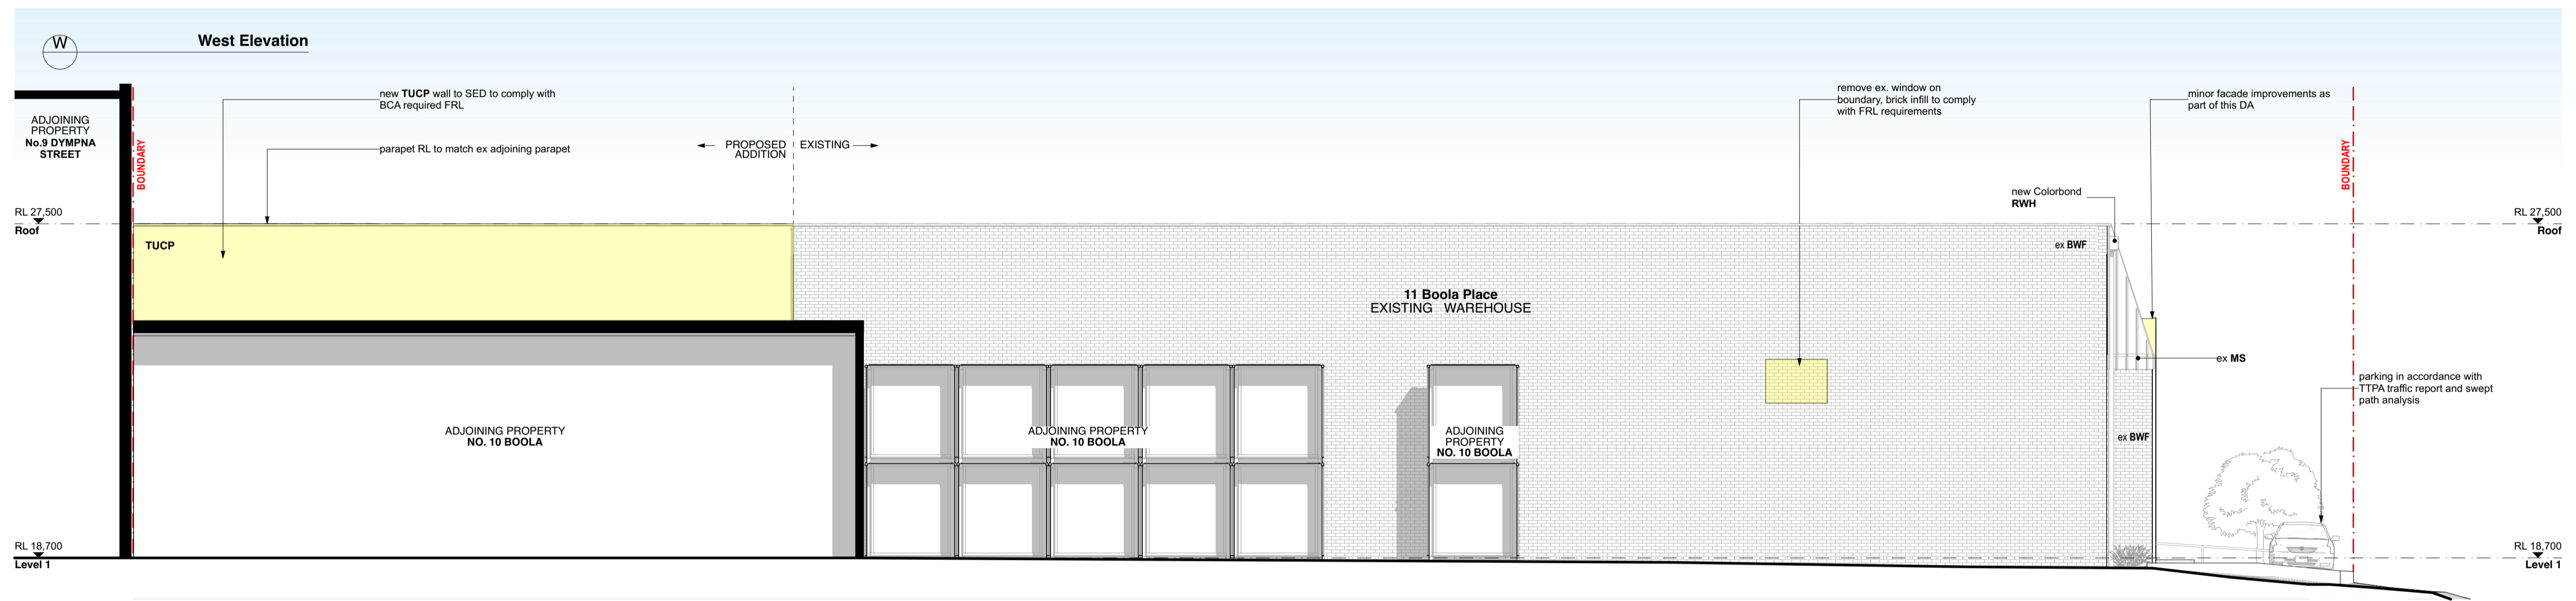 W
West Elevation
ADJOINING
PROPERTY
No.9 DYMPNA
STREET
BOUNDARY
new TUCP wall to SED to comply with
BCA required FRL
parapet RL to match ex adjoining parapet
PROPOSED
ADDITION
EXISTING
remove ex. window on
boundary, brick infill to comply
with FRL requirements
minor facade improvements as
part of this DA
BOUNDARY
new Colorbond
RWH
RL 27,500
Roof
RL 27,500
Roof
TUCP
ex BWF
11 Boola Place
EXISTING WAREHOUSE
ex MS
parking in accordance with
TTPA traffic report and swept
path analysis
ADJOINING PROPERTY
NO. 10 BOOLA
ADJOINING PROPERTY
NO. 10 BOOLA
ADJOINING
PROPERTY
NO. 10 BOOLA
ex BWF
RL 18,700
Level 1
RL 18,700
Level 1